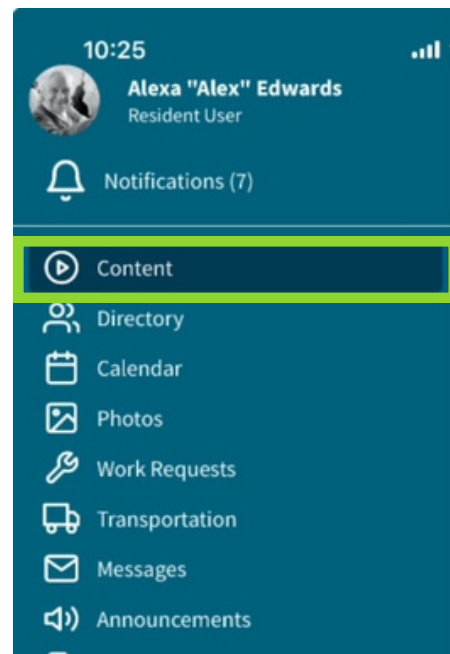 10:25
Alexa "Alex" Edwards
Resident User
Notifications (7)
Content
Directory
Calendar
Photos
Work Requests
Transportation
Messages
Announcements